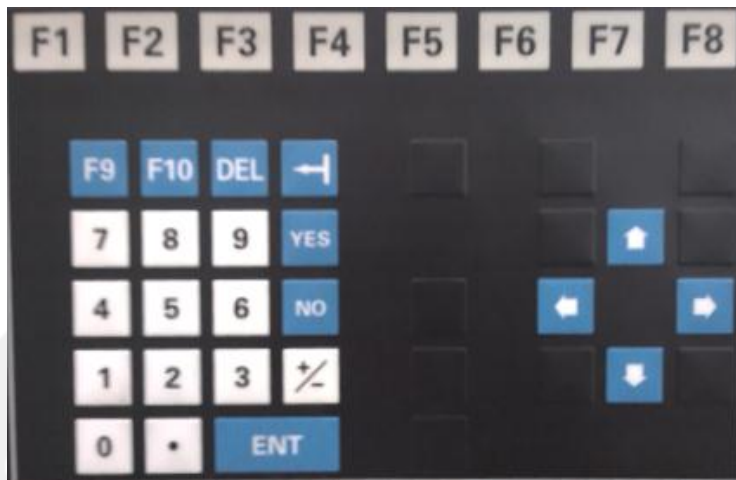 F1 F2 F3 F4 F5 F6 F7 F8
F9 F10 DEL
7 8 9 YES
4 5 6 NO
1 2 3 +/-
0 . ENT